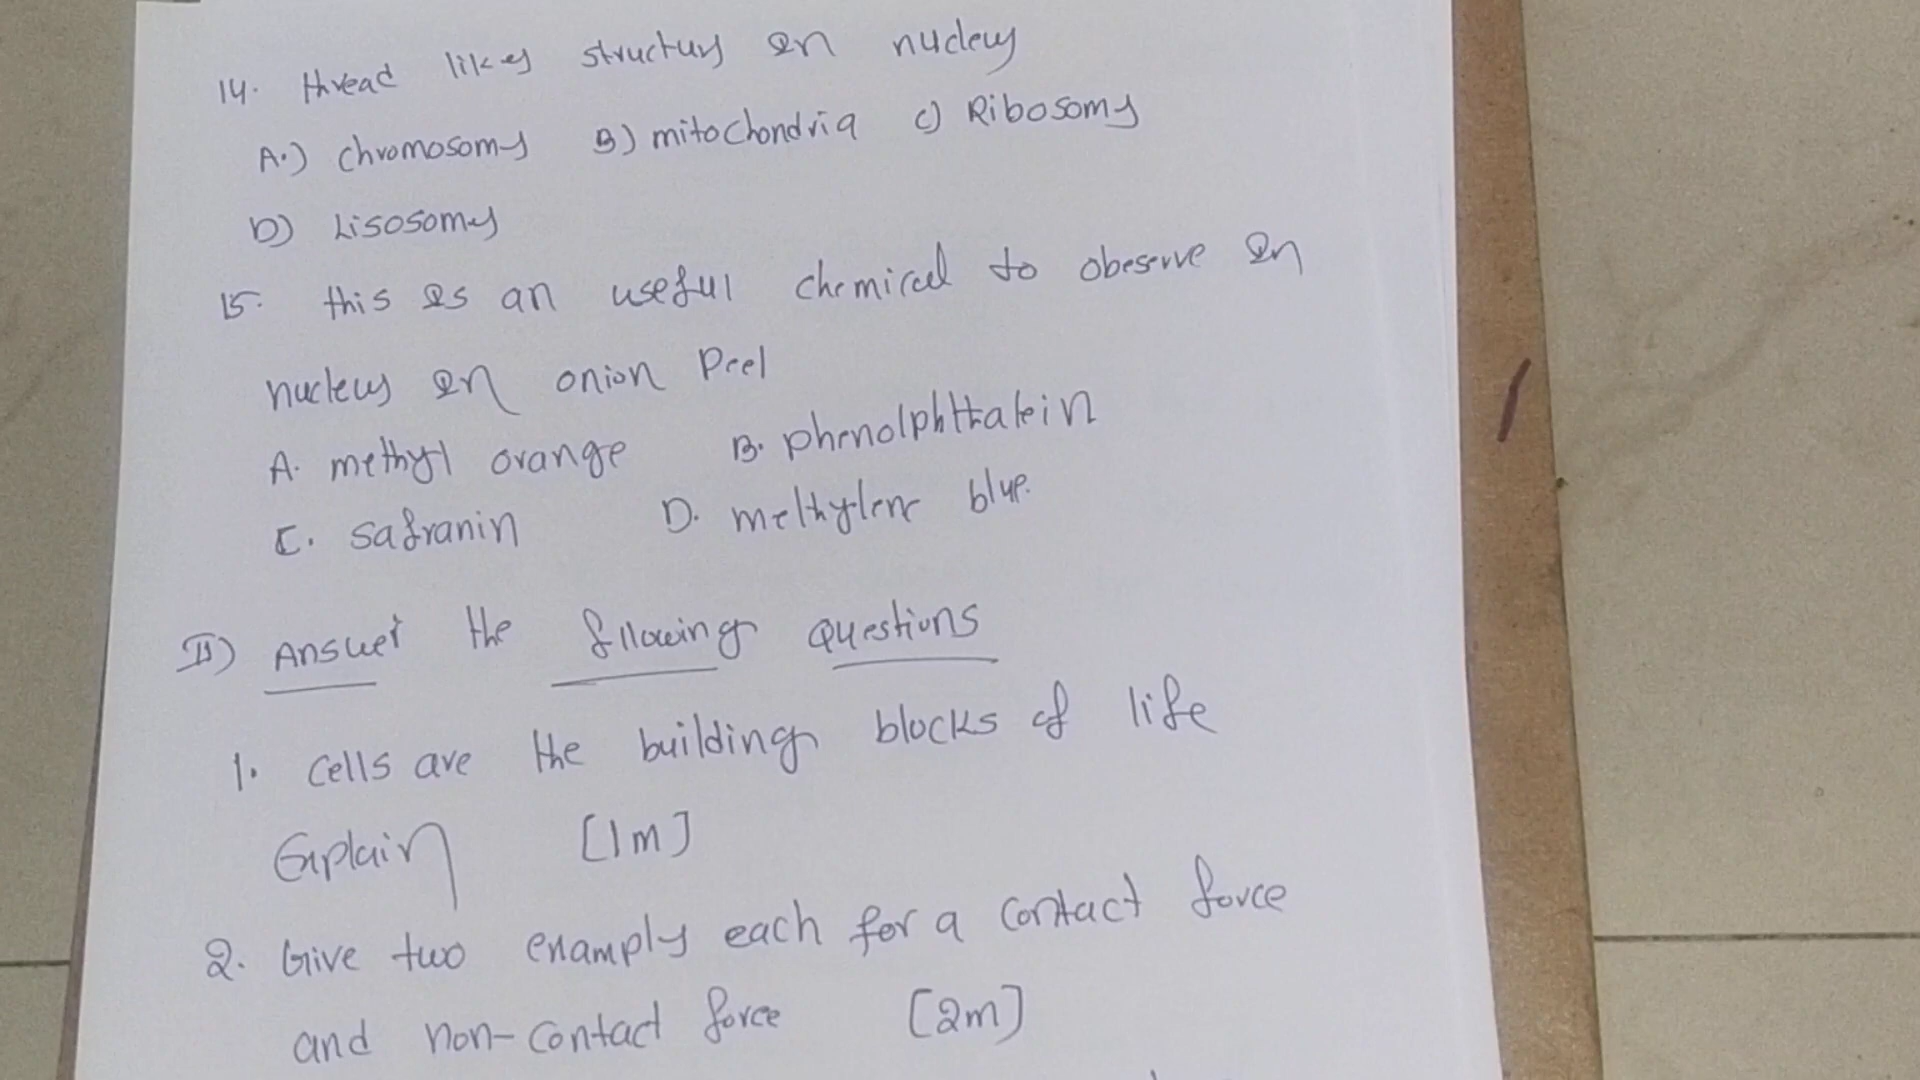 14. thread likes structures in nucleus
A.) chromosomes B) mitochondria c) Ribosomes
D) Lisosomes
15. this is an useful chemical to obeserve in
nucleus in onion Peel
A. methyl orange B. phenolphthalein
C. safranin D. methylene blue.
II) Answer the following questions
1. cells are the building blocks of life
Explain [1m]
2. Give two examples each for a contact force
and non-contact force [2m]